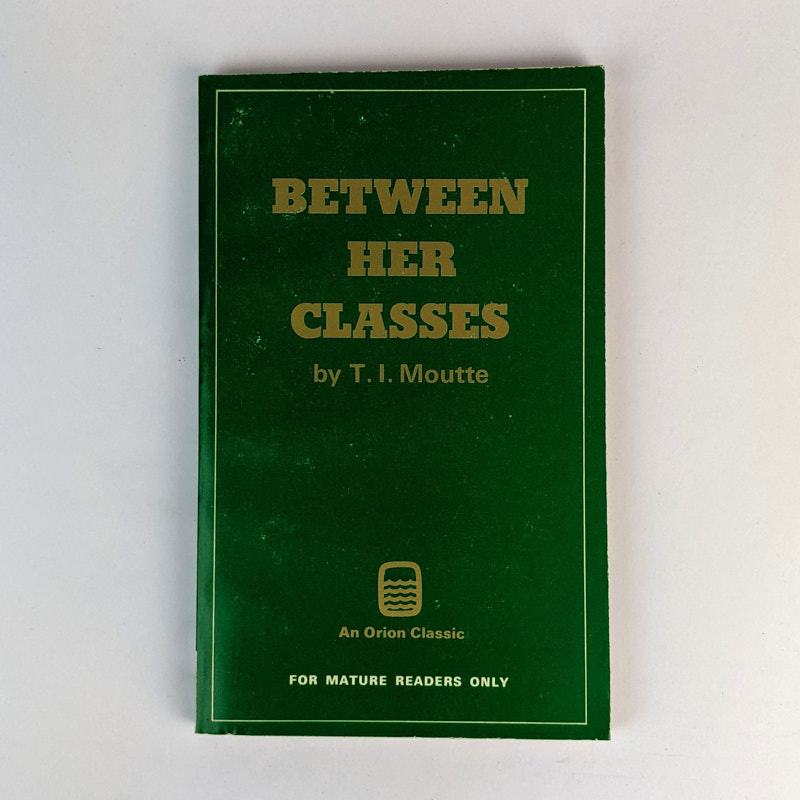 BETWEEN
HER
CLASSES
by T. I. Moutte
An Orion Classic
FOR MATURE READERS ONLY